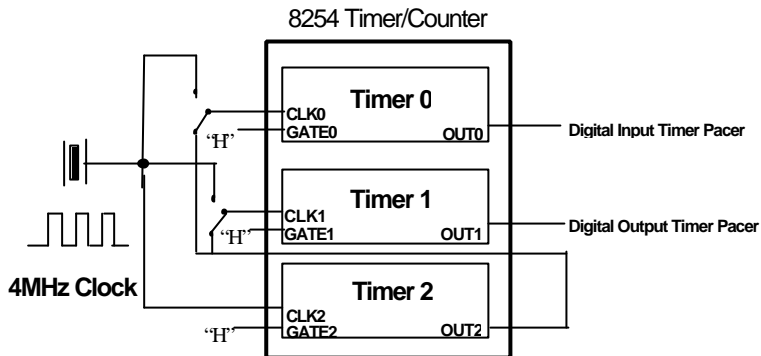 8254 Timer/Counter
Timer 0
CLK0
"H"
GATE0
OUT0
Digital Input Timer Pacer
Timer 1
CLK1
"H"
GATE1
OUT1
Digital Output Timer Pacer
4MHz Clock
Timer 2
CLK2
"H"
GATE2
OUT2